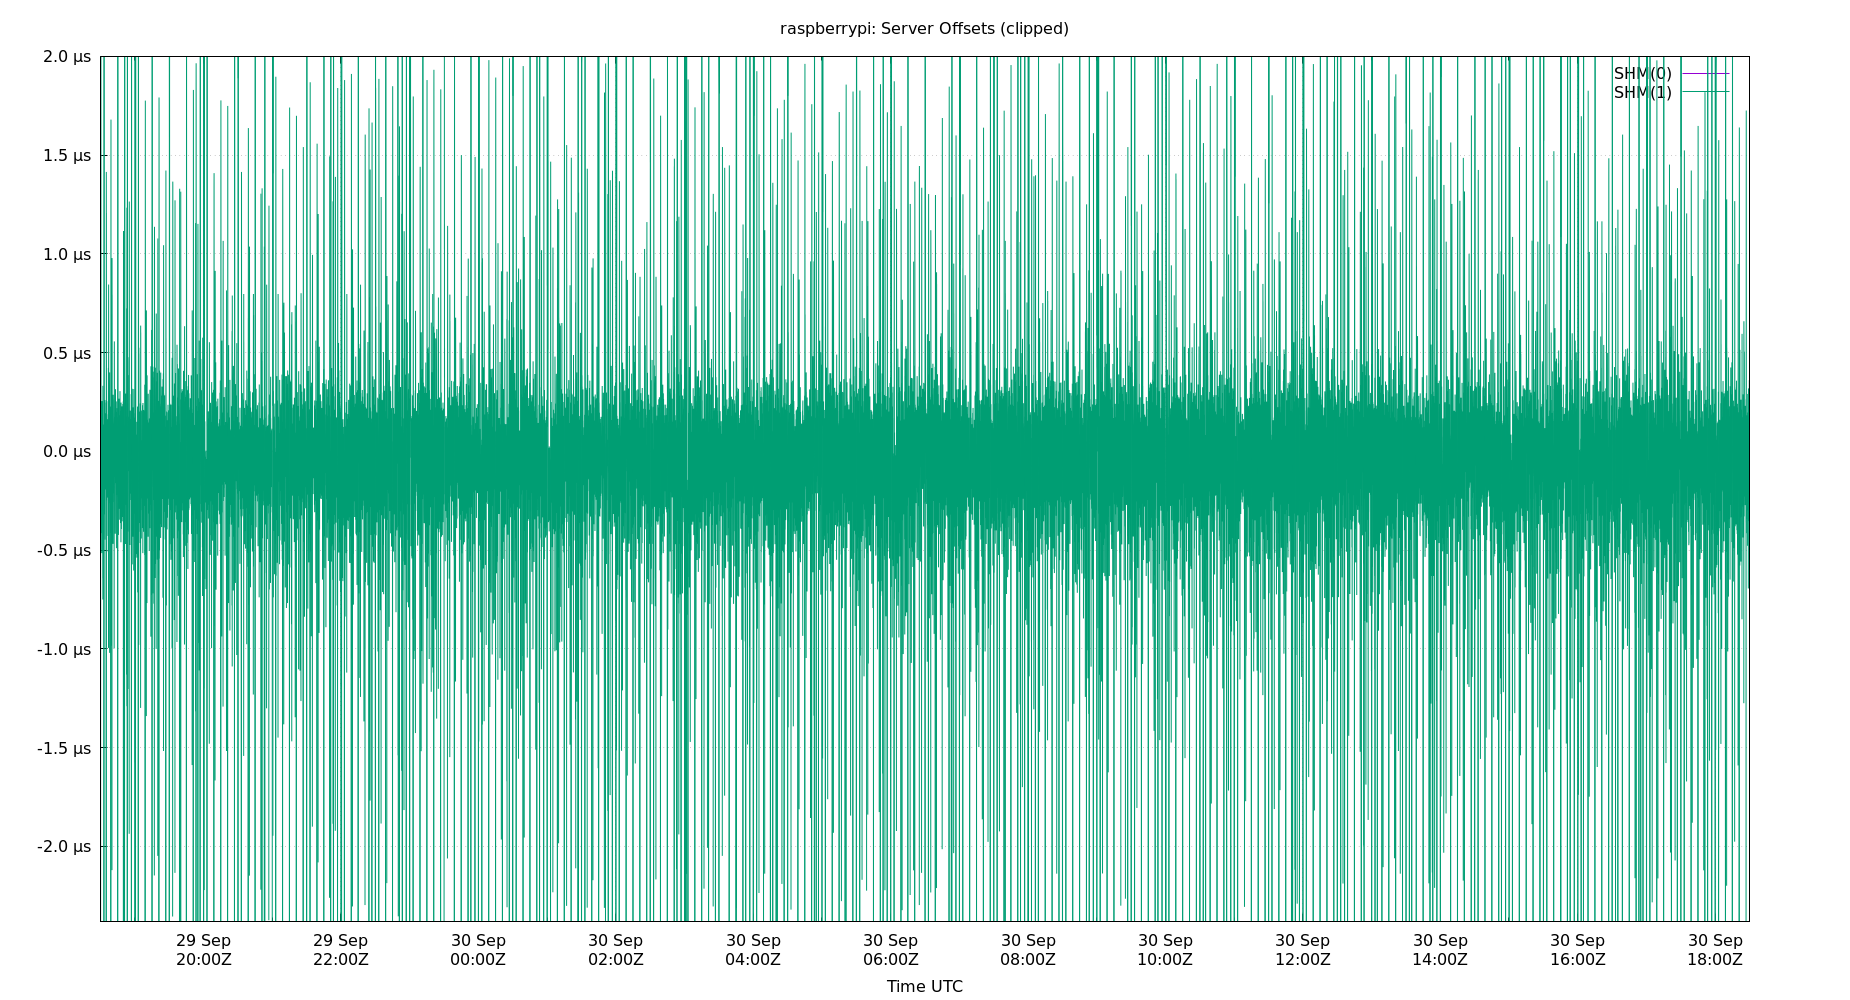 raspberrypi: Server Offsets (clipped)
2.0 µs
1.5 µs
1.0 µs
0.5 µs
0.0 µs
-0.5 µs
-1.0 µs
-1.5 µs
-2.0 µs
SHM(0)
SHM(1)
29 Sep 20:00Z
29 Sep 22:00Z
30 Sep 00:00Z
30 Sep 02:00Z
30 Sep 04:00Z
30 Sep 06:00Z
30 Sep 08:00Z
30 Sep 10:00Z
30 Sep 12:00Z
30 Sep 14:00Z
30 Sep 16:00Z
30 Sep 18:00Z
Time UTC